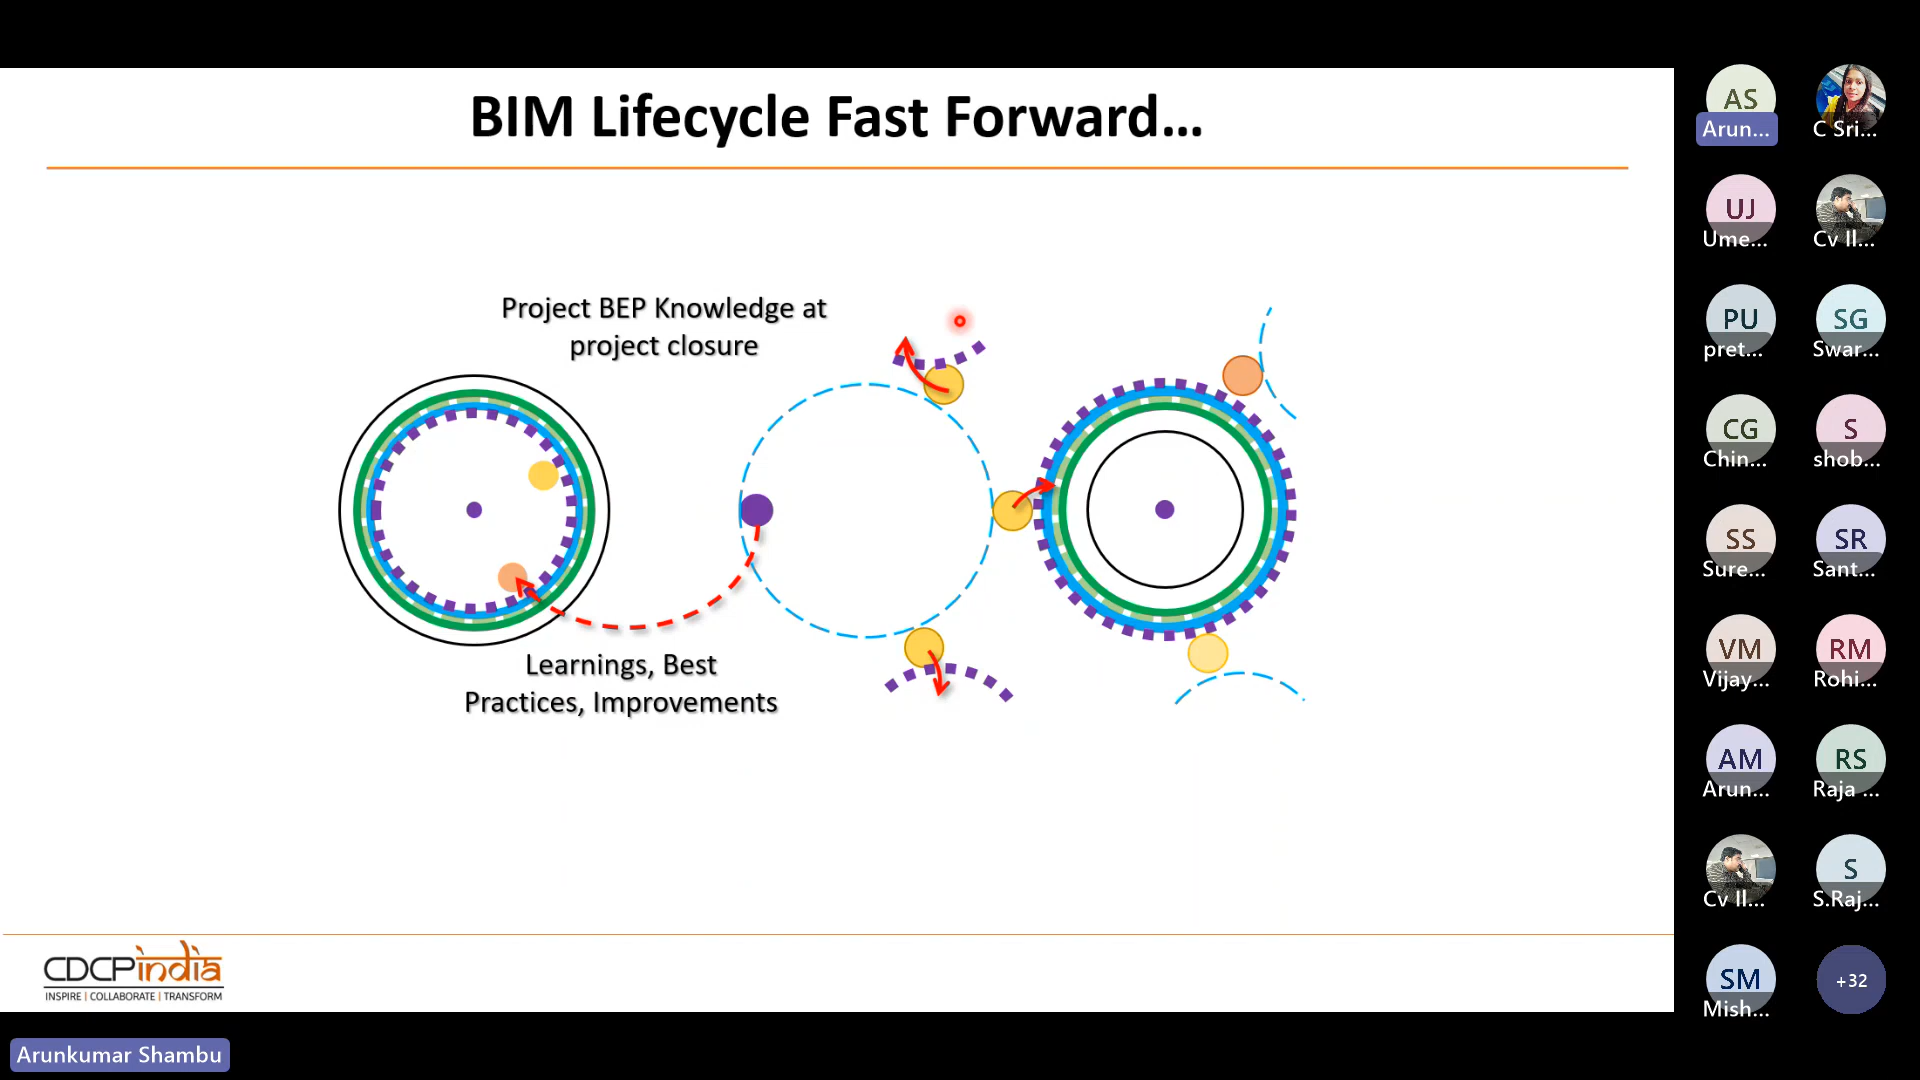 BIM Lifecycle Fast Forward...
Project BEP Knowledge at
project closure
Learnings, Best
Practices, Improvements
CDCPindia
INSPIRE | COLLABORATE | TRANSFORM
Arunkumar Shambu
AS
Arun...
C Sri...
UJ
Ume...
Cv Il...
PU
pret...
SG
Swar...
CG
Chin...
S
shob...
SS
Sure...
SR
Sant...
VM
Vijay...
RM
Rohi...
AM
Arun...
RS
Raja ...
Cv Il...
S
S.Raj...
SM
Mish...
+32